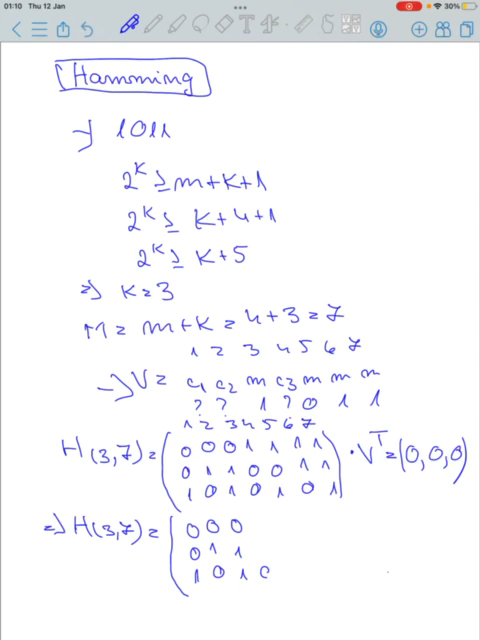 01:10 Thu 12 Jan
30%
Hamming
→ 1011
2^k ≥ m+k+1
2^k ≥ k+4+1
2^k ≥ k+5
=> k=3
n = m+k = 4+3 = 7
1 2 3 4 5 6 7
→ V = c1 c2 m c3 m m m
? ? 1 ? 0 1 1
1 2 3 4 5 6 7
H(3,7) = ( 0 0 0 1 1 1 1
0 1 1 0 0 1 1
1 0 1 0 1 0 1 ) · V^T = (0,0,0)
=> H(3,7) = ( 0 0 0
0 1 1
1 0 1 0